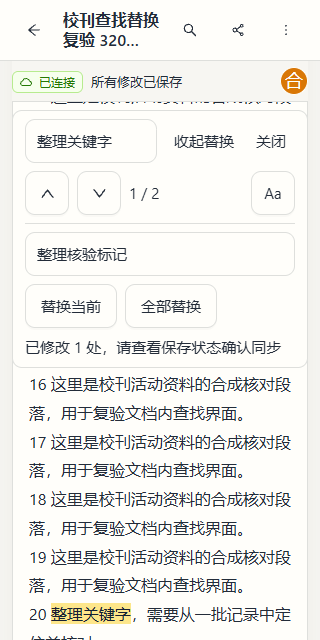 校刊查找替换
复验 320...
已连接
所有修改已保存
合
整理关键字
收起替换
关闭
1 / 2
Aa
整理核验标记
替换当前
全部替换
已修改 1 处，请查看保存状态确认同步
16 这里是校刊活动资料的合成核对段
落，用于复验文档内查找界面。
17 这里是校刊活动资料的合成核对段
落，用于复验文档内查找界面。
18 这里是校刊活动资料的合成核对段
落，用于复验文档内查找界面。
19 这里是校刊活动资料的合成核对段
落，用于复验文档内查找界面。
20 整理关键字，需要从一批记录中定